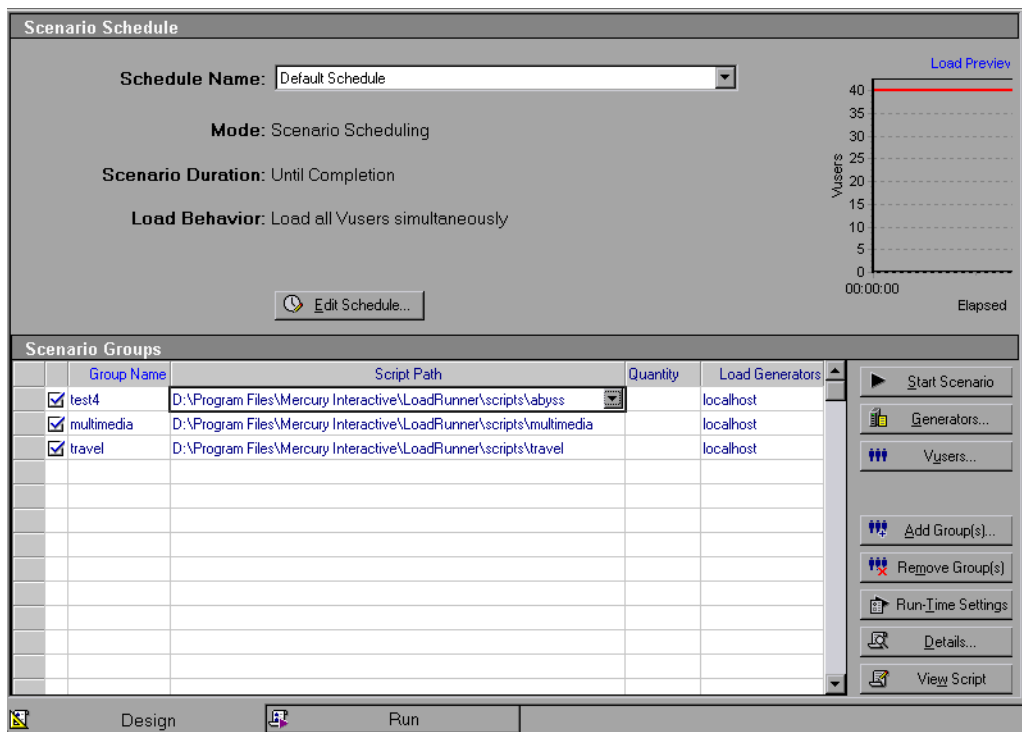 Scenario Schedule
Schedule Name: Default Schedule
Mode: Scenario Scheduling
Scenario Duration: Until Completion
Load Behavior: Load all Vusers simultaneously
Edit Schedule...
Load Previev
40
35
30
25
20
15
10
5
0
Vusers
00:00:00
Elapsed
Scenario Groups
Group Name Script Path Quantity Load Generators
test4 D:\Program Files\Mercury Interactive\LoadRunner\scripts\abyss localhost
multimedia D:\Program Files\Mercury Interactive\LoadRunner\scripts\multimedia localhost
travel D:\Program Files\Mercury Interactive\LoadRunner\scripts\travel localhost
Start Scenario
Generators...
Vusers...
Add Group(s)...
Remove Group(s)
Run-Time Settings
Details...
View Script
Design Run